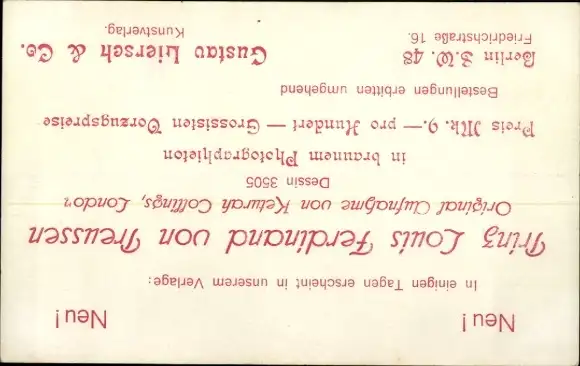 Neu! Neu!
In einigen Tagen erscheint in unserem Verlage:
Prinz Louis Ferdinand von Preussen
Original Aufnahme von Keturah Collings, London
Dessin 3505
in braunem Photographieton
Preis Mk. 9.— pro Hundert — Grossisten Vorzugspreise
Bestellungen erbitten umgehend
Berlin S.W. 48 Gustav Liersch & Co.
Friedrichstraße 16. Kunstverlag.